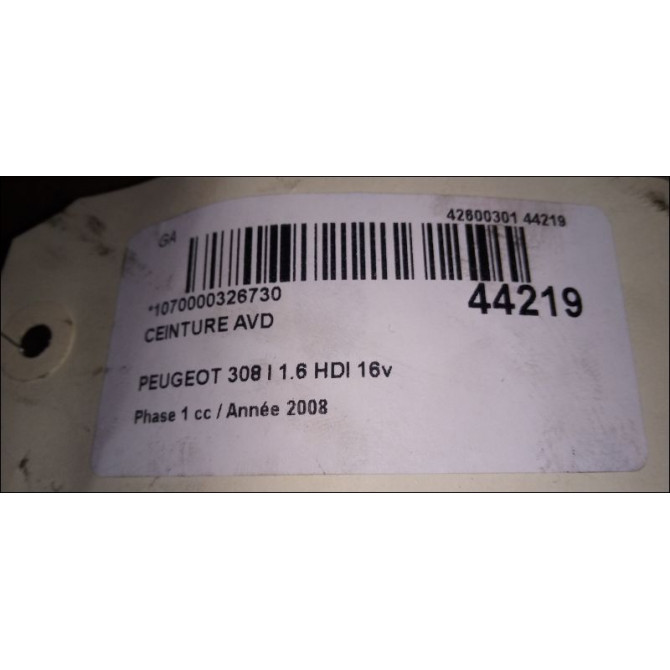 42600301 44219
GA
*1070000326730
44219
CEINTURE AVD
PEUGEOT 308 I 1.6 HDI 16v
Phase 1 cc / Année 2008